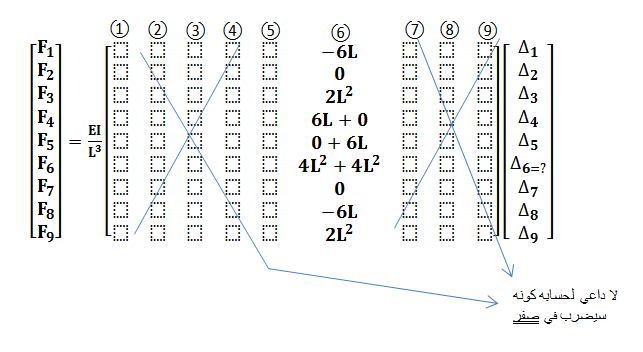 ① ② ③ ④ ⑤ ⑥ ⑦ ⑧ ⑨
F₁ −6L Δ₁
F₂ 0 Δ₂
F₃ 2L² Δ₃
F₄ 6L + 0 Δ₄
F₅ = EI/L³ 0 + 6L Δ₅
F₆ 4L² + 4L² Δ₆₌?
F₇ 0 Δ₇
F₈ −6L Δ₈
F₉ 2L² Δ₉
لا داعي لحسابه كونه
سيضرب في صفر